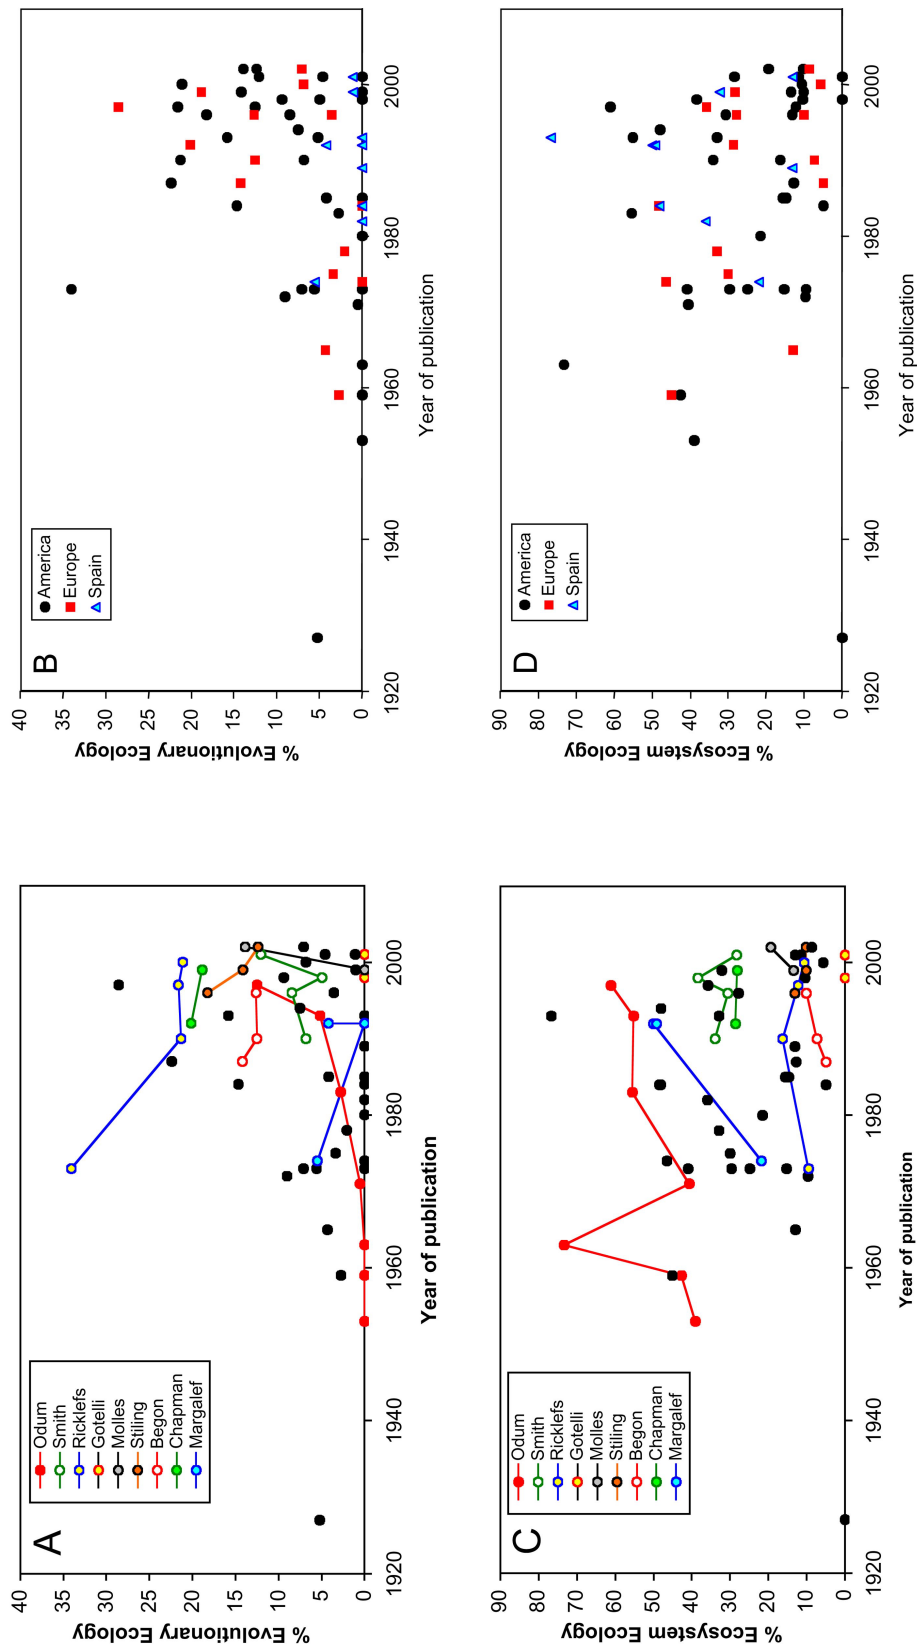 A
% Evolutionary Ecology
40
35
30
25
20
15
10
5
0
1920
1940
1960
1980
2000
Year of publication
Odum
Smith
Ricklefs
Gotelli
Molles
Stiling
Begon
Chapman
Margalef
B
% Evolutionary Ecology
40
35
30
25
20
15
10
5
0
1920
1940
1960
1980
2000
Year of publication
America
Europe
Spain
C
% Ecosystem Ecology
90
80
70
60
50
40
30
20
10
0
1920
1940
1960
1980
2000
Year of publication
Odum
Smith
Ricklefs
Gotelli
Molles
Stiling
Begon
Chapman
Margalef
D
% Ecosystem Ecology
90
80
70
60
50
40
30
20
10
0
1920
1940
1960
1980
2000
Year of publication
America
Europe
Spain